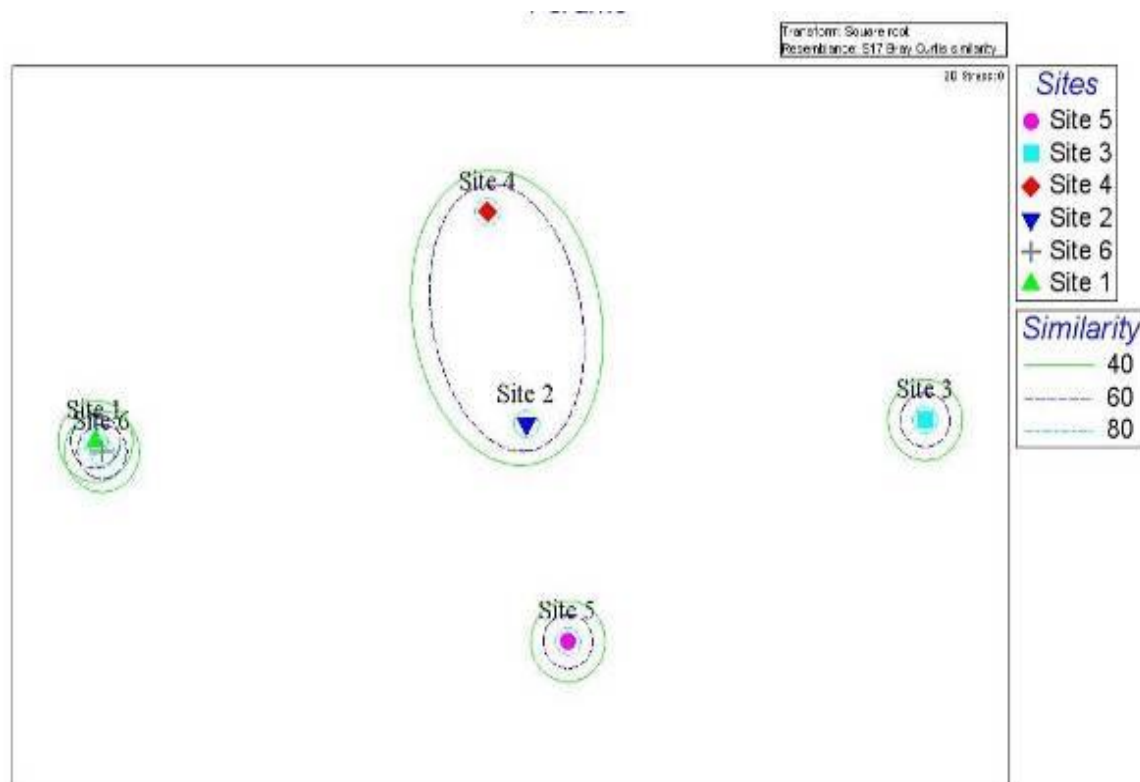 Transform: Square root
Resemblance: S17 Bray Curtis similarity
2D Stress: 0
Sites
Site 5
Site 3
Site 4
Site 2
Site 6
Site 1
Similarity
40
60
80
Site 4
Site 2
Site 3
Site 1
Site 6
Site 5